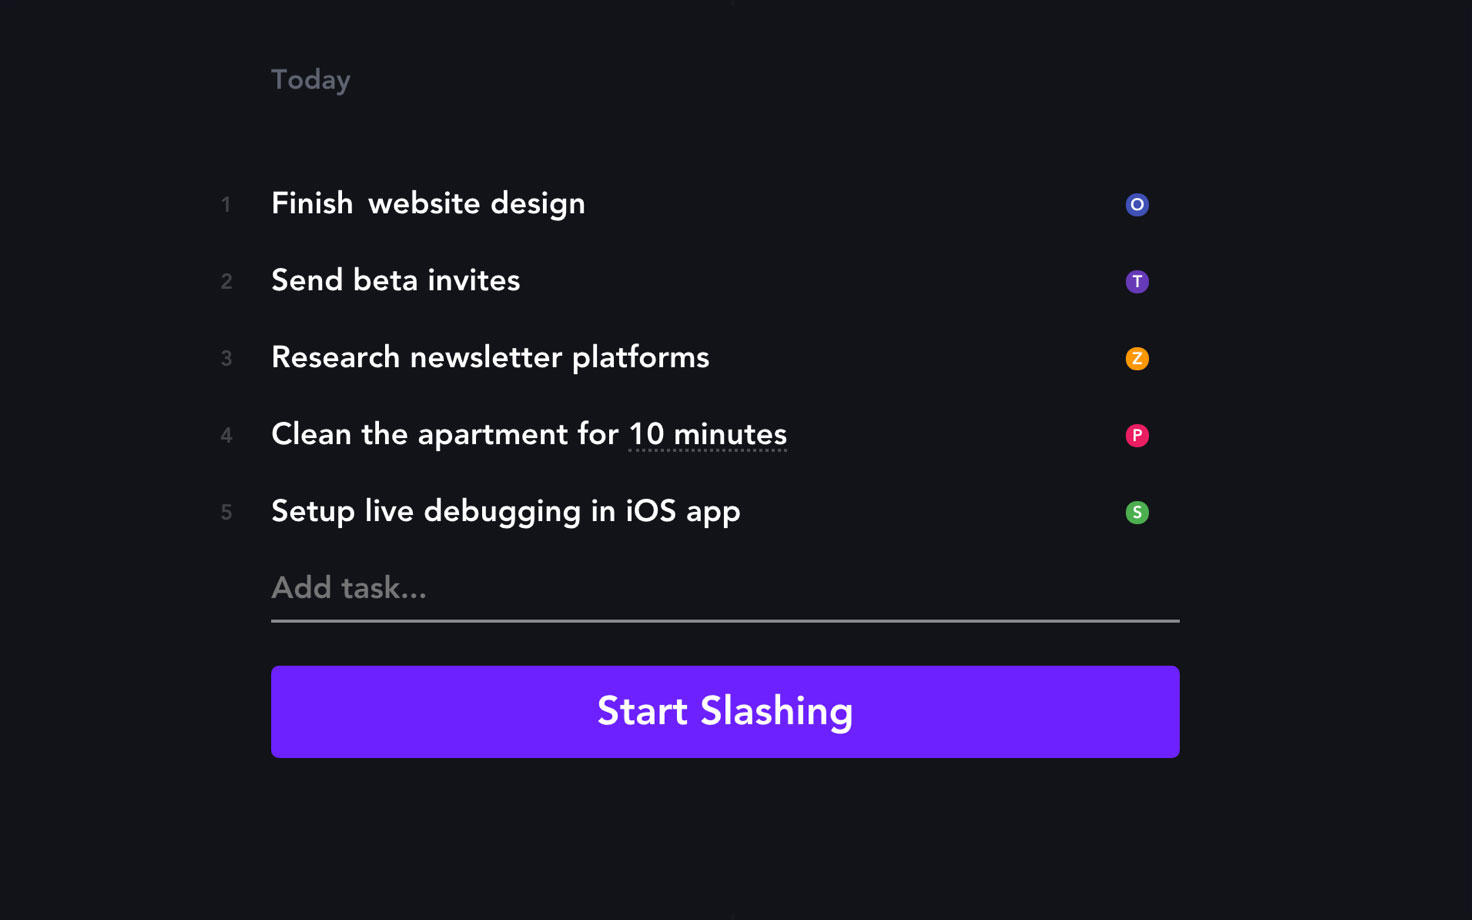 Today
1 Finish website design O
2 Send beta invites T
3 Research newsletter platforms Z
4 Clean the apartment for 10 minutes P
5 Setup live debugging in iOS app S
Add task...
Start Slashing